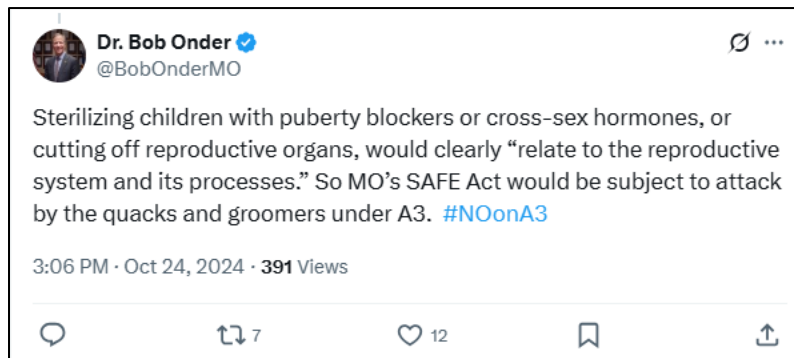 Dr. Bob Onder
@BobOnderMO
Sterilizing children with puberty blockers or cross-sex hormones, or
cutting off reproductive organs, would clearly “relate to the reproductive
system and its processes.” So MO’s SAFE Act would be subject to attack
by the quacks and groomers under A3. #NOonA3
3:06 PM · Oct 24, 2024 · 391 Views
7 12